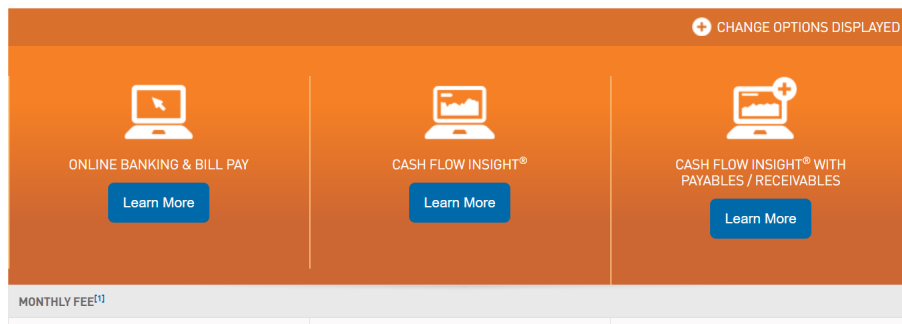 CHANGE OPTIONS DISPLAYED
ONLINE BANKING & BILL PAY
Learn More
CASH FLOW INSIGHT®
Learn More
CASH FLOW INSIGHT® WITH
PAYABLES / RECEIVABLES
Learn More
MONTHLY FEE[1]